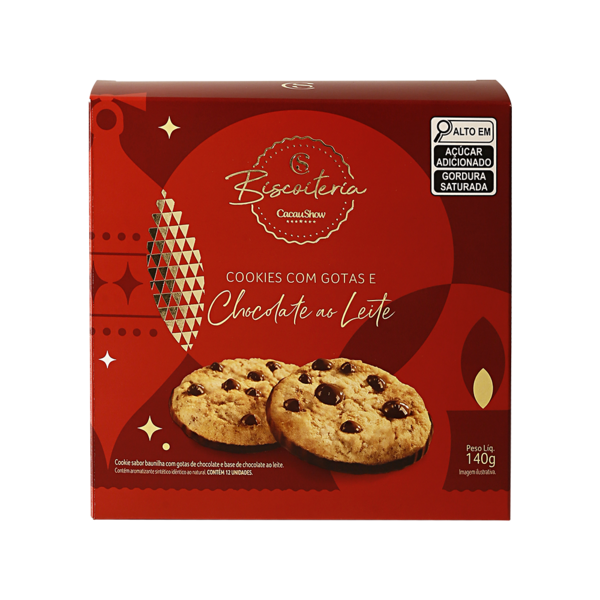 CS
ALTO EM
AÇÚCAR
ADICIONADO
GORDURA
SATURADA
CS
Biscoiteria
CacauShow
COOKIES COM GOTAS E
Chocolate ao Leite
Peso Líq.
140g
Imagem ilustrativa.
Cookie sabor baunilha com gotas de chocolate e base de chocolate ao leite.
Contém aromatizante sintético idêntico ao natural. CONTÉM 12 UNIDADES.